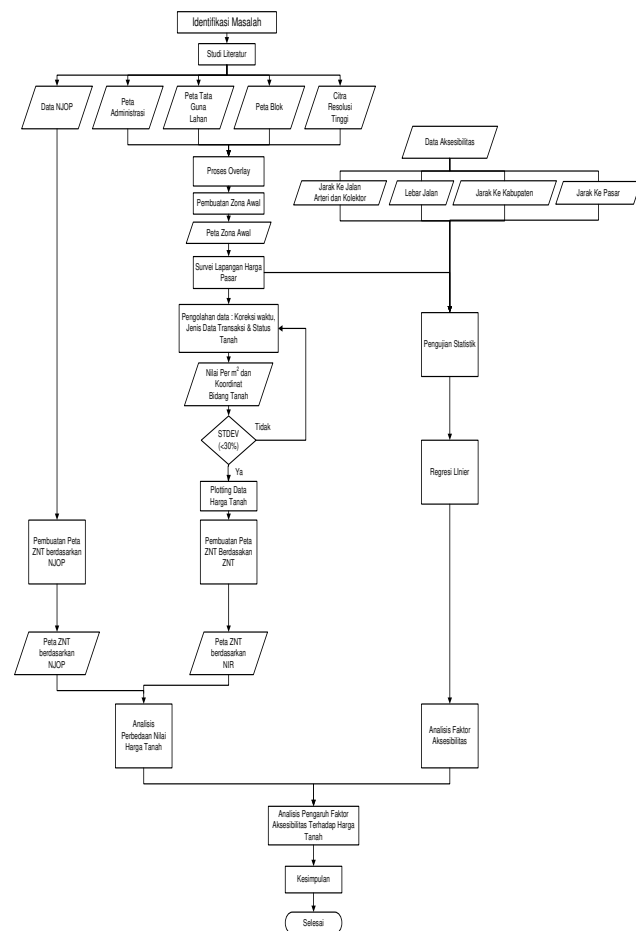 Identifikasi Masalah
Studi Literatur
Data NJOP
Peta
Administrasi
Peta Tata
Guna
Lahan
Peta Blok
Citra
Resolusi
Tinggi
Data Aksesibilitas
Jarak Ke Jalan
Arteri dan Kolektor
Lebar Jalan
Jarak Ke Kabupaten
Jarak Ke Pasar
Proses Overlay
Pembuatan Zona Awal
Peta Zona Awal
Survei Lapangan Harga
Pasar
Pengolahan data : Koreksi waktu,
Jenis Data Transaksi & Status
Tanah
Nilai Per m² dan
Koordinat
Bidang Tanah
STDEV
(<30%)
Tidak
Ya
Plotting Data
Harga Tanah
Pengujian Statistik
Regresi LInier
Pembuatan Peta
ZNT berdasarkan
NJOP
Pembuatan Peta
ZNT Berdasakan
ZNT
Peta ZNT
berdasarkan
NJOP
Peta ZNT
berdasarkan
NIR
Analisis
Perbedaan Nilai
Harga Tanah
Analisis Faktor
Aksesibilitas
Analisis Pengaruh Faktor
Aksesibilitas Terhadap Harga
Tanah
Kesimpulan
Selesai